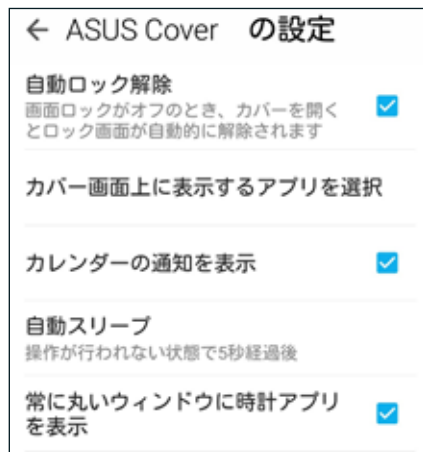 ← ASUS Cover の設定
自動ロック解除
画面ロックがオフのとき、カバーを開く
とロック画面が自動的に解除されます
カバー画面上に表示するアプリを選択
カレンダーの通知を表示
自動スリープ
操作が行われない状態で5秒経過後
常に丸いウィンドウに時計アプリ
を表示